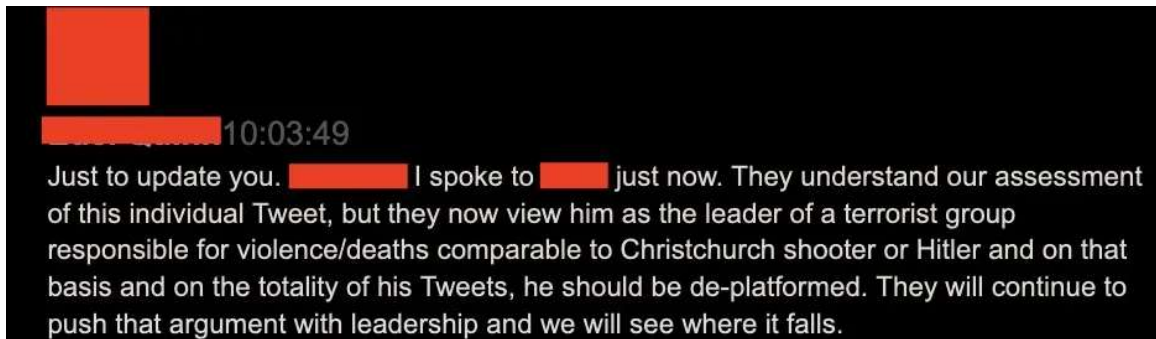 10:03:49
Just to update you. I spoke to just now. They understand our assessment
of this individual Tweet, but they now view him as the leader of a terrorist group
responsible for violence/deaths comparable to Christchurch shooter or Hitler and on that
basis and on the totality of his Tweets, he should be de-platformed. They will continue to
push that argument with leadership and we will see where it falls.